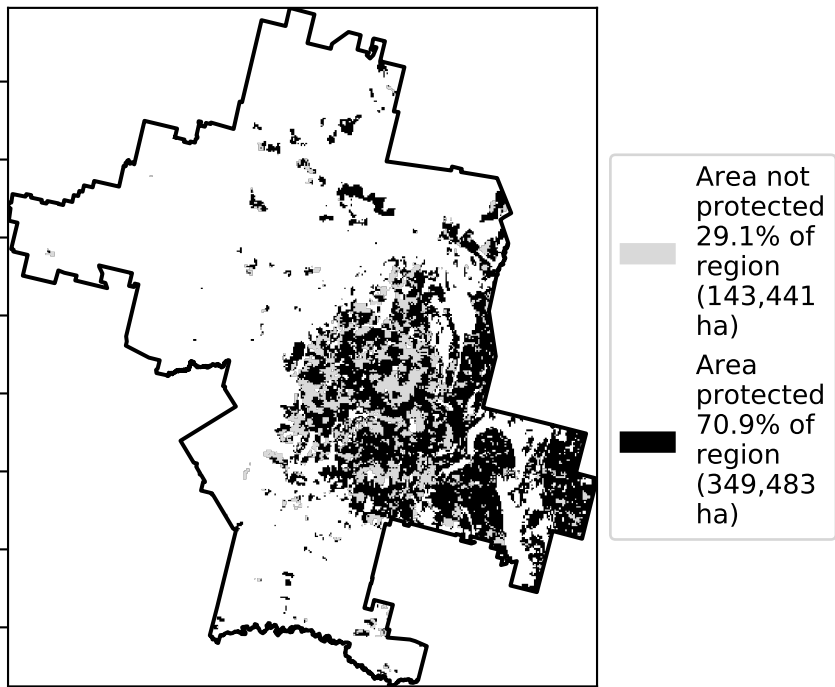 Area not
protected
29.1% of
region
(143,441
ha)
Area
protected
70.9% of
region
(349,483
ha)